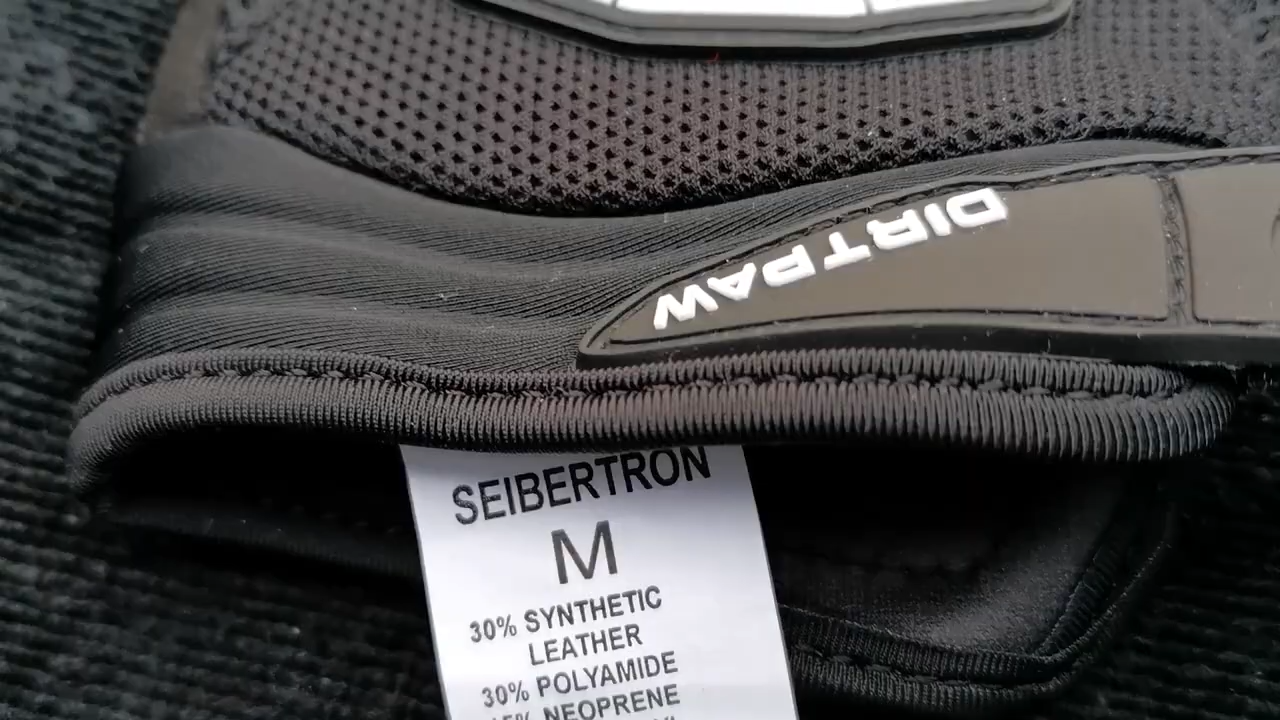 DIRTPAW
SEIBERTRON
M
30% SYNTHETIC
LEATHER
30% POLYAMIDE
NEOPRENE